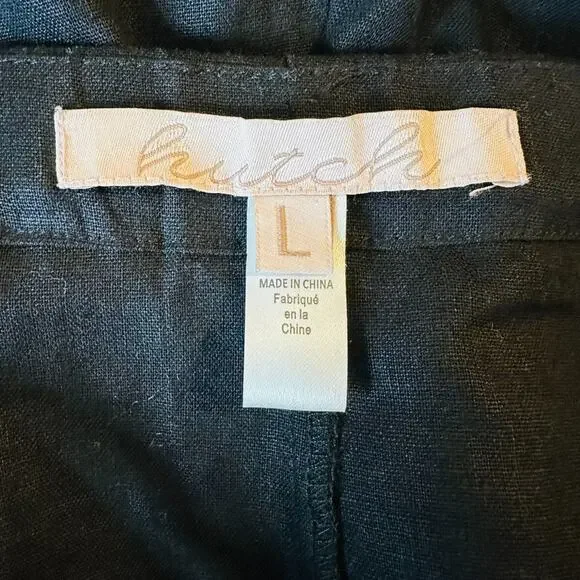 hutch
L
MADE IN CHINA
Fabriqué
en la
Chine